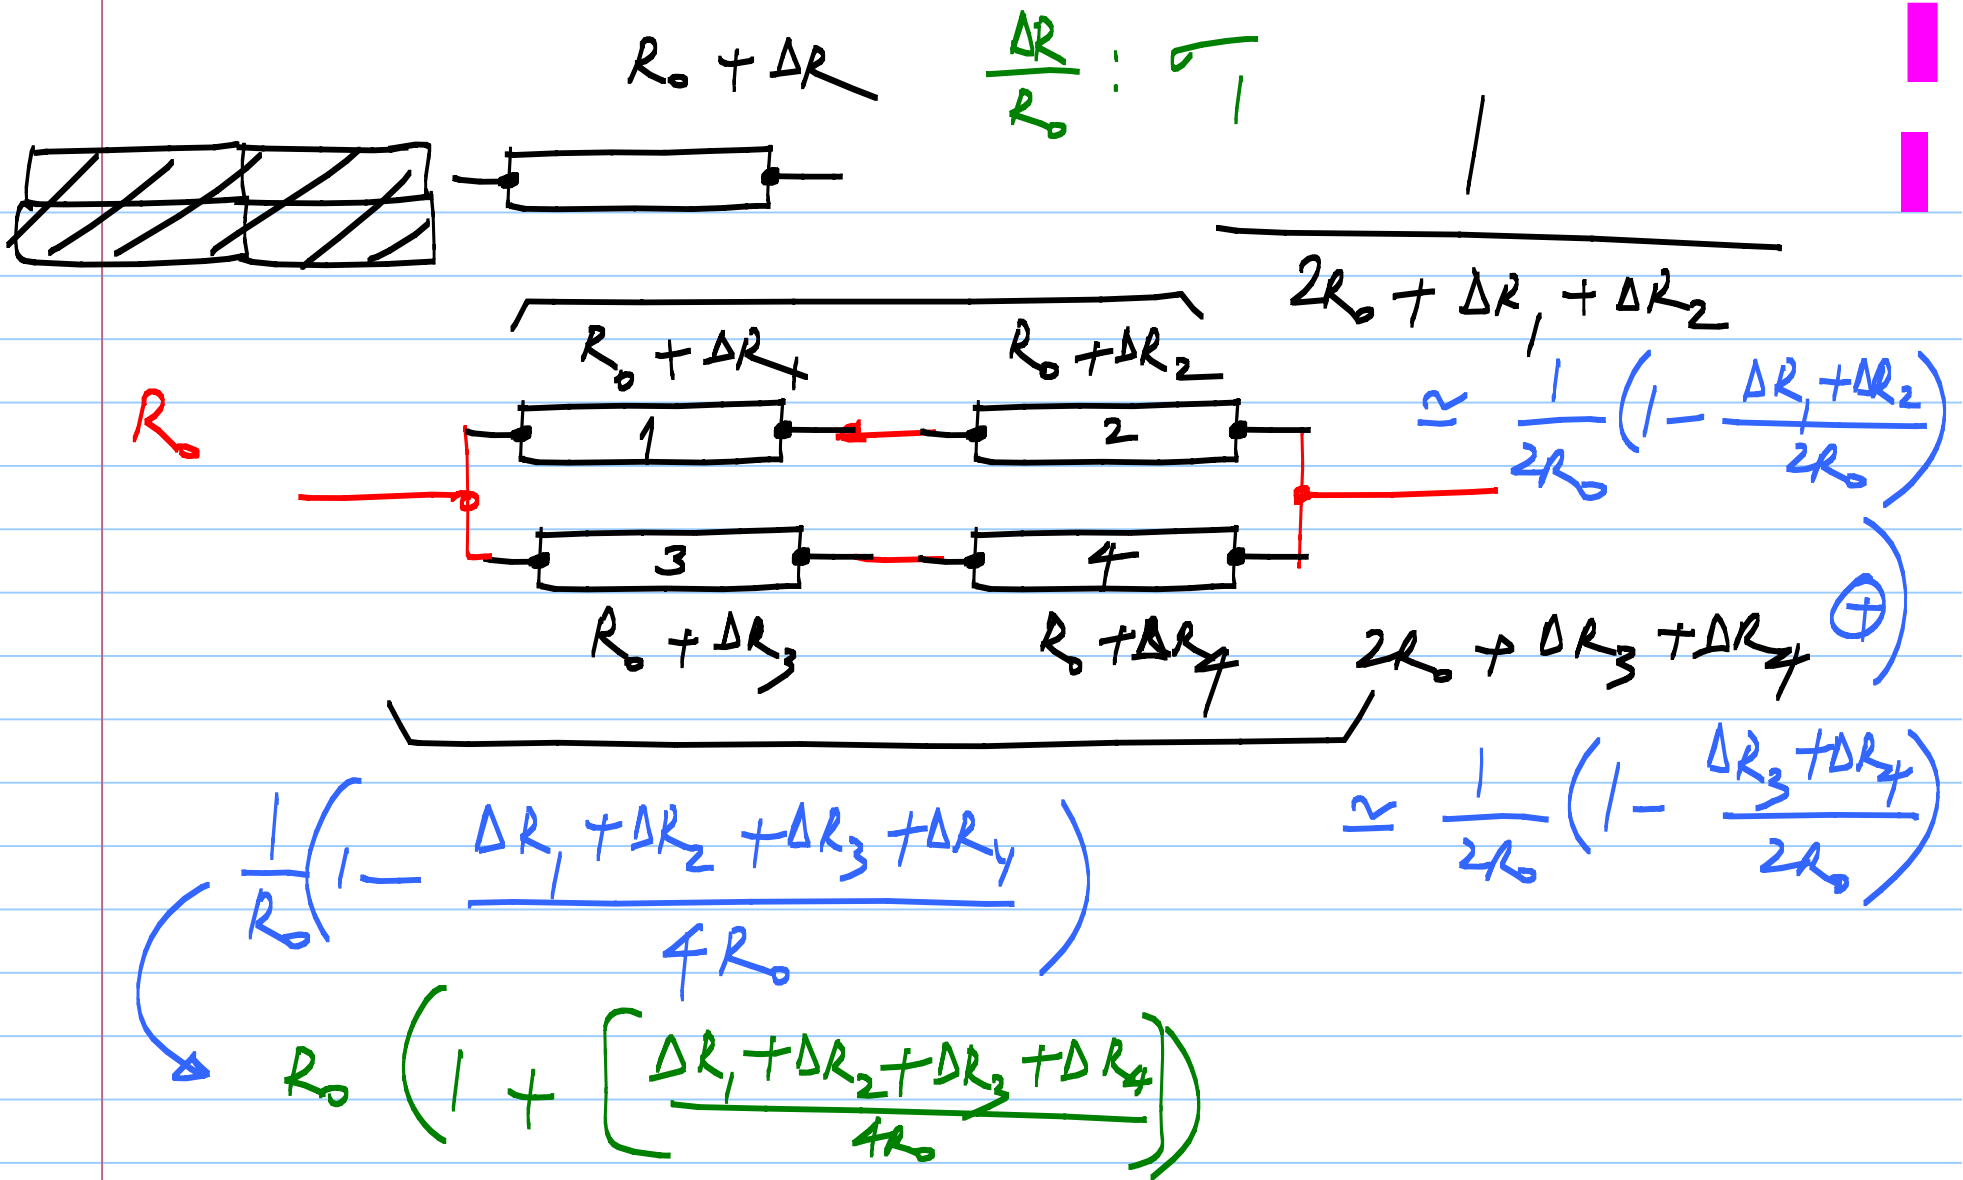 R₀ + ΔR
ΔR/R₀ : σ₁
1/(2R₀ + ΔR₁ + ΔR₂)
R₀ + ΔR₁
R₀ + ΔR₂
≃ 1/(2R₀) (1 − (ΔR₁ + ΔR₂)/(2R₀))
R₀
1
2
3
4
+
R₀ + ΔR₃
R₀ + ΔR₄
2R₀ + ΔR₃ + ΔR₄
≃ 1/(2R₀) (1 − (ΔR₃ + ΔR₄)/(2R₀))
1/R₀ (1 − (ΔR₁ + ΔR₂ + ΔR₃ + ΔR₄)/(4R₀))
R₀ (1 + [(ΔR₁ + ΔR₂ + ΔR₃ + ΔR₄)/(4R₀)])